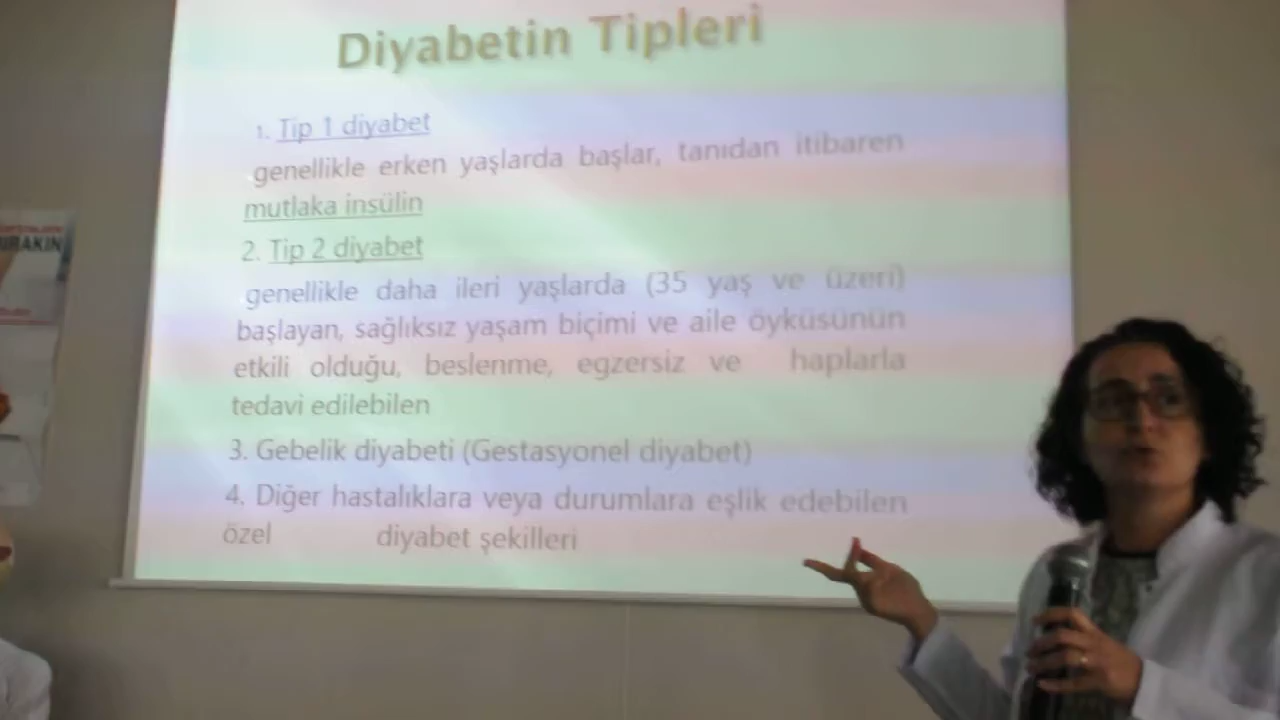 Diyabetin Tipleri
1. Tip 1 diyabet
genellikle erken yaşlarda başlar, tanıdan itibaren
mutlaka insülin
2. Tip 2 diyabet
genellikle daha ileri yaşlarda (35 yaş ve üzeri)
başlayan, sağlıksız yaşam biçimi ve aile öyküsünün
etkili olduğu, beslenme, egzersiz ve haplarla
tedavi edilebilen
3. Gebelik diyabeti (Gestasyonel diyabet)
4. Diğer hastalıklara veya durumlara eşlik edebilen
özel diyabet şekilleri